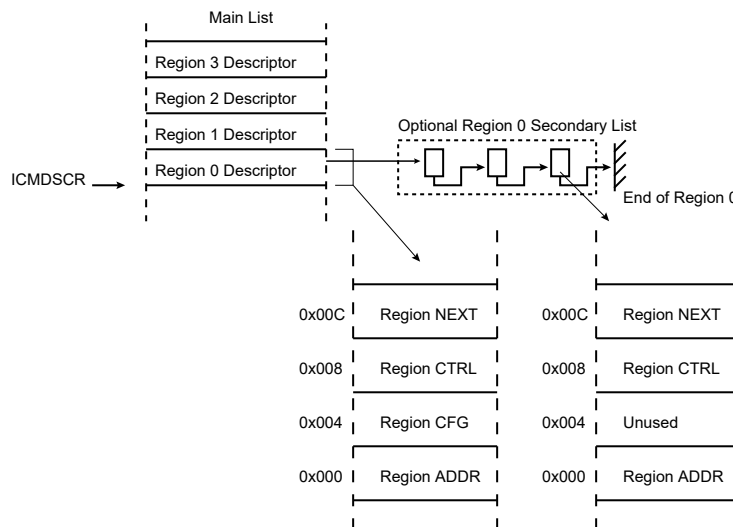 Main List
Region 3 Descriptor
Region 2 Descriptor
Optional Region 0 Secondary List
Region 1 Descriptor
ICMDSCR
Region 0 Descriptor
End of Region 0
0x00C Region NEXT 0x00C Region NEXT
0x008 Region CTRL 0x008 Region CTRL
0x004 Region CFG 0x004 Unused
0x000 Region ADDR 0x000 Region ADDR